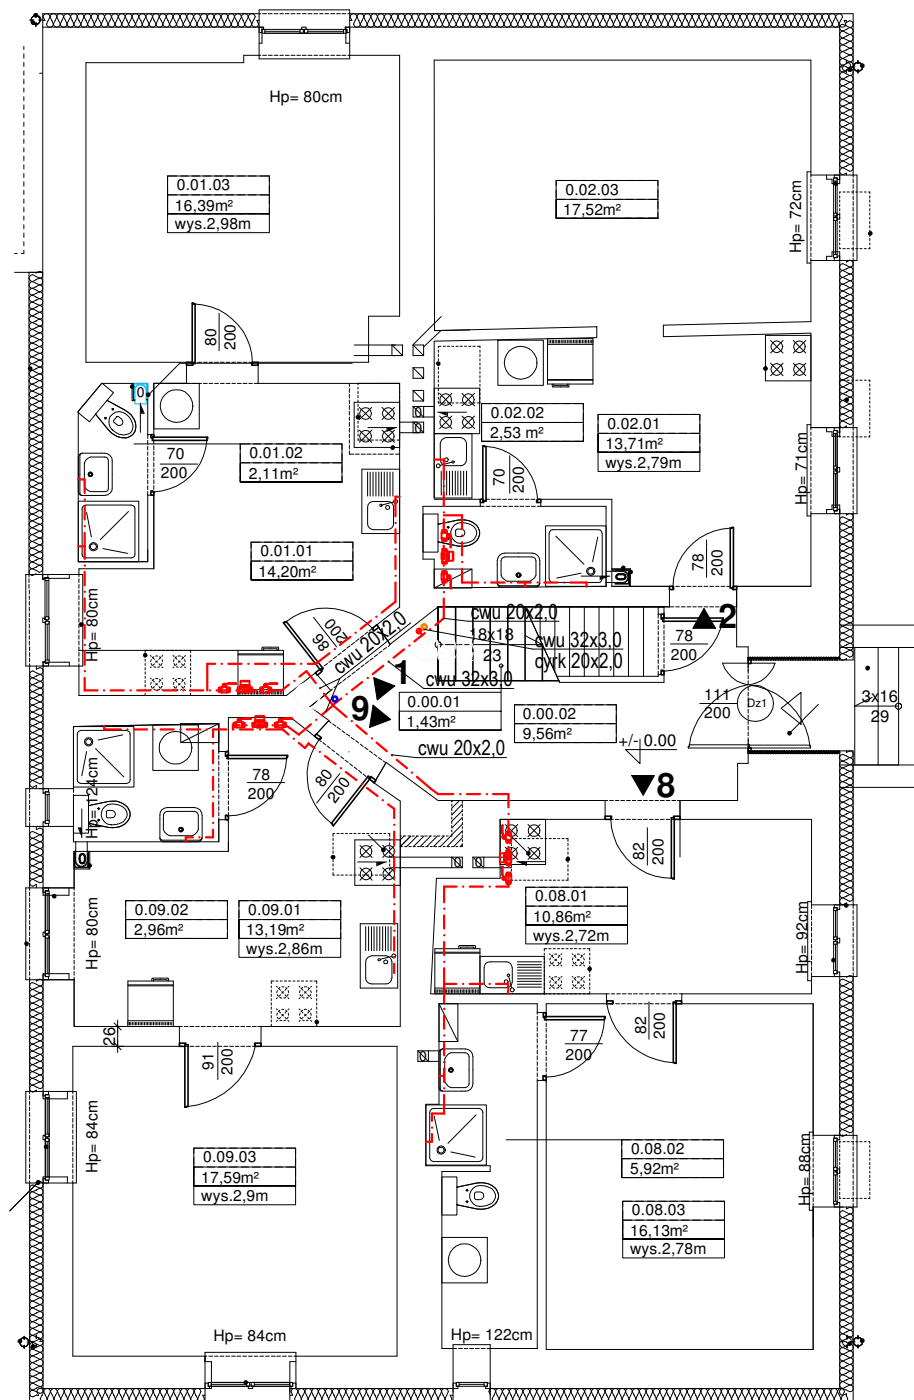 Hp= 80cm
0.01.03
16,39m²
wys.2,98m
0.02.03
17,52m²
Hp= 72cm
80
200
0
0.02.02
2,53 m²
0.02.01
13,71m²
wys.2,79m
70
200
0.01.02
2,11m²
70
200
Hp= 71cm
0.01.01
14,20m²
78
200
0
Hp= 80cm
86
200
cwu 20x2,0
cwu 20x2,0
18x18
23
cwu 32x3,0
cyrk 20x2,0
2
78
200
cwu 32x3,0
1
9
0.00.01
1,43m²
0.00.02
9,56m²
111
200
Dz1
3x16
29
cwu 20x2,0
+/- 0.00
8
Hp= 124cm
78
200
80
200
82
200
0
0.09.02
2,96m²
0.09.01
13,19m²
wys.2,86m
Hp= 80cm
0.08.01
10,86m²
wys.2,72m
Hp= 92cm
26
91
200
82
200
77
200
Hp= 84cm
0.09.03
17,59m²
wys.2,9m
0.08.02
5,92m²
Hp= 88cm
0.08.03
16,13m²
wys.2,78m
Hp= 84cm
Hp= 122cm